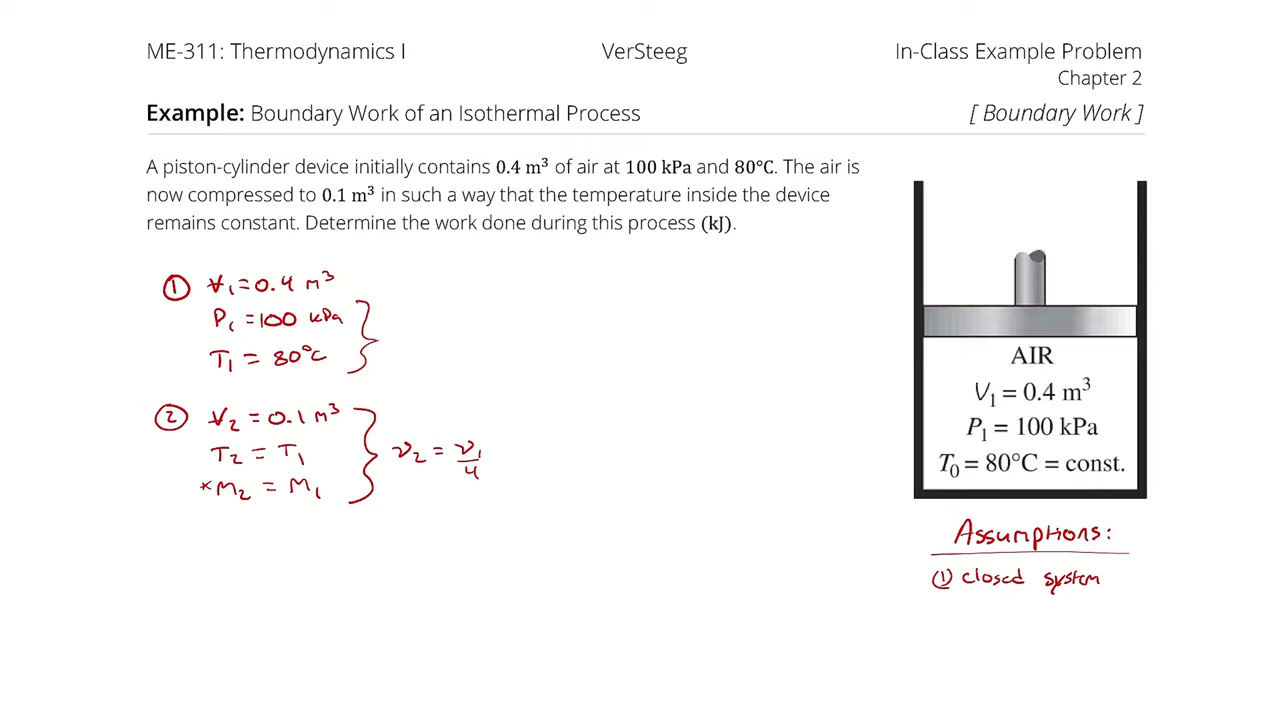 ME-311: Thermodynamics I VerSteeg In-Class Example Problem
Chapter 2
Example: Boundary Work of an Isothermal Process [ Boundary Work ]
A piston-cylinder device initially contains 0.4 m³ of air at 100 kPa and 80°C. The air is
now compressed to 0.1 m³ in such a way that the temperature inside the device
remains constant. Determine the work done during this process (kJ).
① V₁ = 0.4 m³
P₁ = 100 kPa
T₁ = 80°C
② V₂ = 0.1 m³
T₂ = T₁
*m₂ = m₁
v₂ = v₁/4
AIR
V₁ = 0.4 m³
P₁ = 100 kPa
T₀ = 80°C = const.
Assumptions:
① closed system